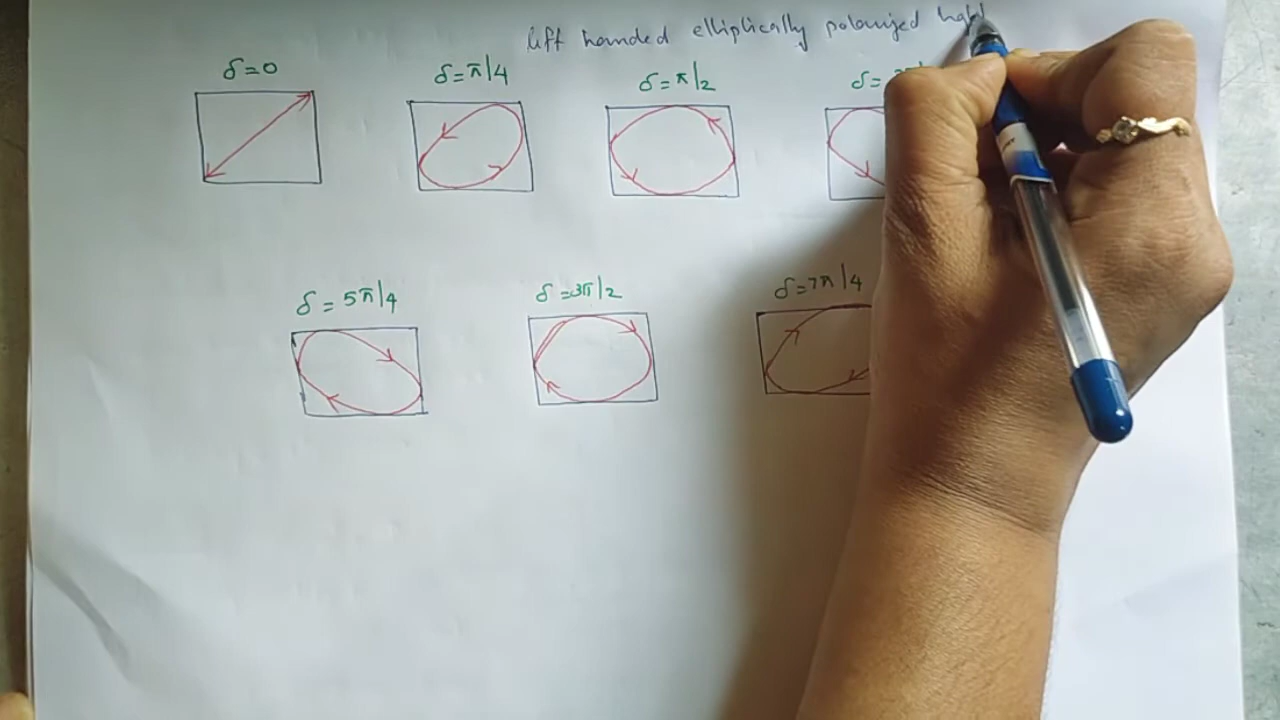 left handed elliptically polarized
δ=0
δ=π/4
δ=π/2
δ=
δ= 5π/4
δ=3π/2
δ=7π/4